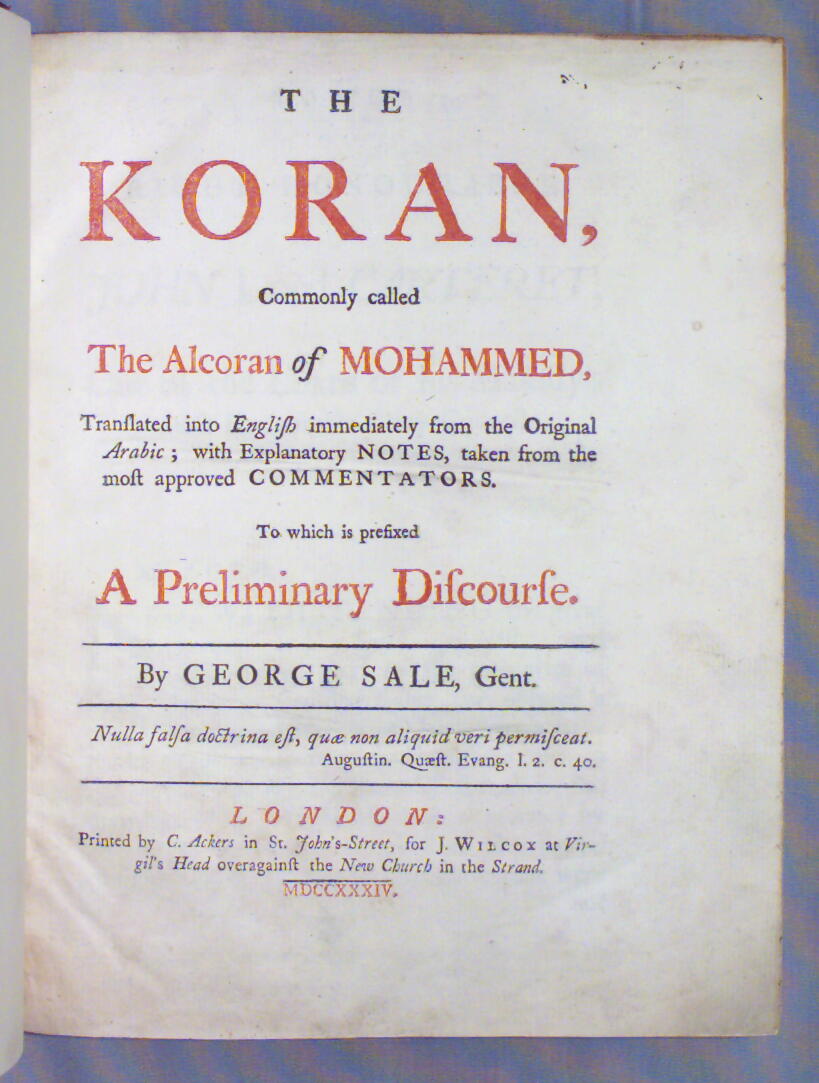 THE
KORAN,
Commonly called
The Alcoran of MOHAMMED,
Tranſlated into Engliſh immediately from the Original
Arabic; with Explanatory NOTES, taken from the
moſt approved COMMENTATORS.
To which is prefixed
A Preliminary Diſcourſe.
By GEORGE SALE, Gent.
Nulla falſa doctrina eſt, quæ non aliquid veri permiſceat.
Auguſtin. Quæſt. Evang. l. 2. c. 40.
LONDON:
Printed by C. Ackers in St. John's-Street, for J. WILCOX at Vir-
gil's Head overagainſt the New Church in the Strand.
MDCCXXXIV.